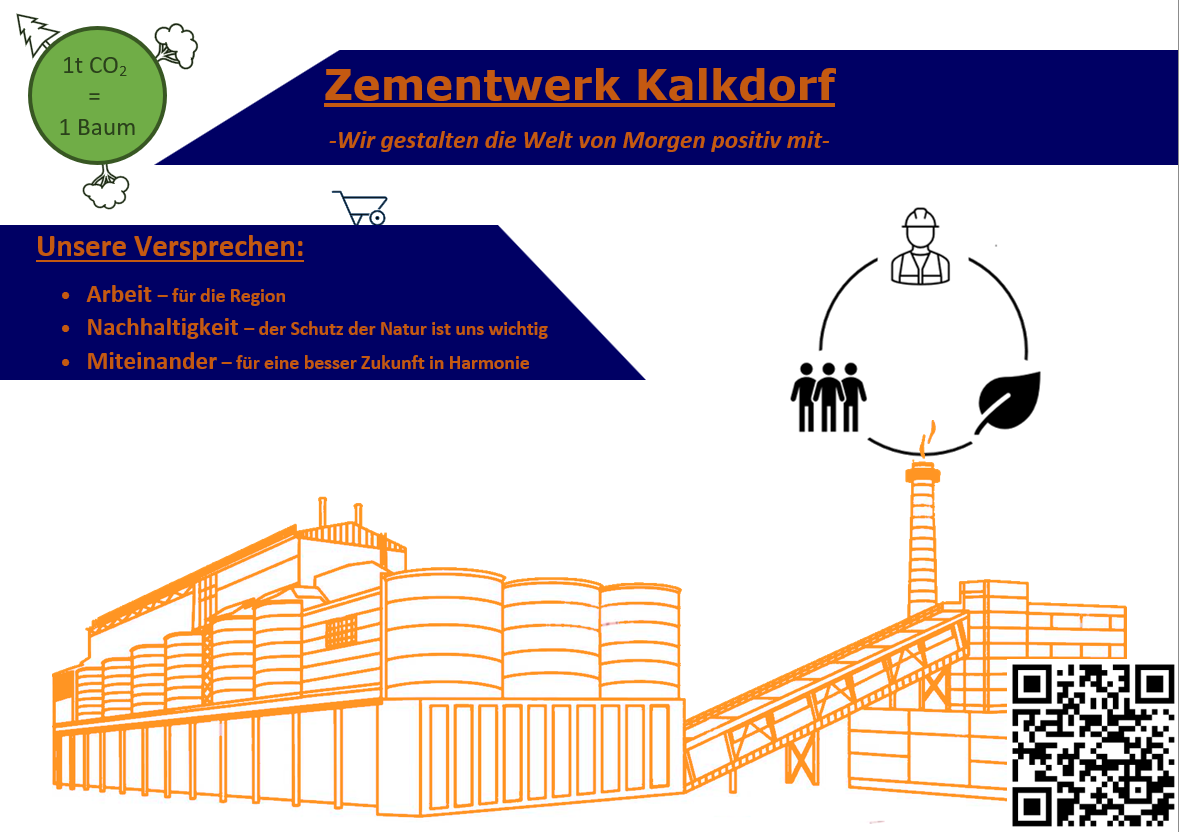 1t CO₂
=
1 Baum
Zementwerk Kalkdorf
-Wir gestalten die Welt von Morgen positiv mit-
Unsere Versprechen:
• Arbeit – für die Region
• Nachhaltigkeit – der Schutz der Natur ist uns wichtig
• Miteinander – für eine besser Zukunft in Harmonie